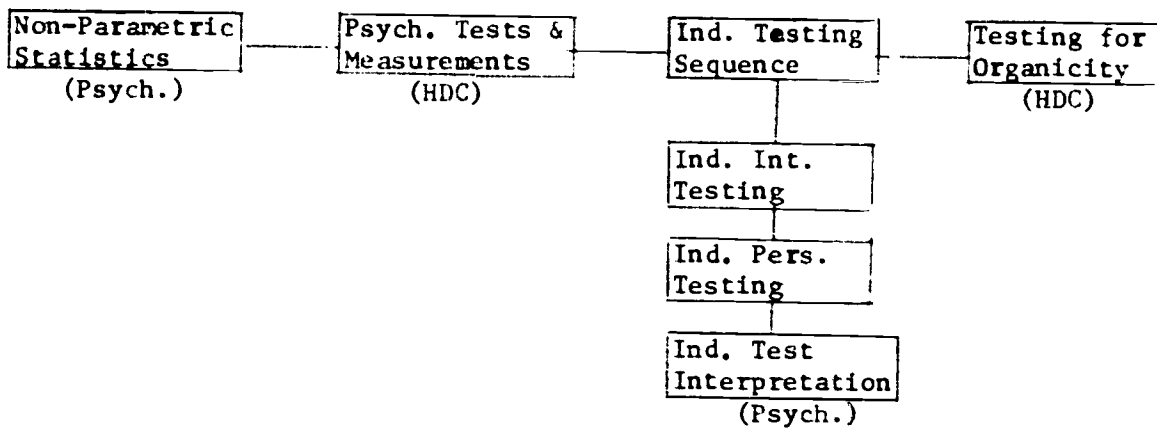 Non-Parametric
Statistics
(Psych.)
Psych. Tests &
Measurements
(HDC)
Ind. Testing
Sequence
Testing for
Organicity
(HDC)
Ind. Int.
Testing
Ind. Pers.
Testing
Ind. Test
Interpretation
(Psych.)